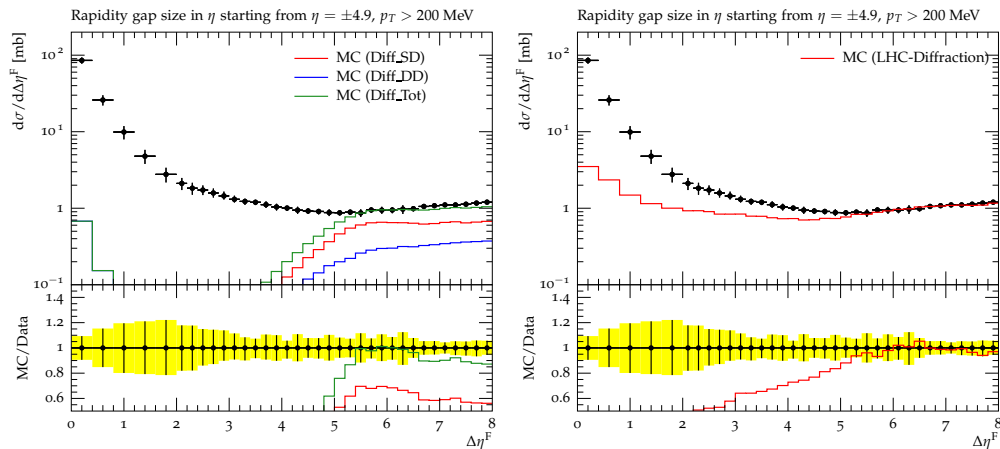 Rapidity gap size in η starting from η = ±4.9, p_T > 200 MeV
dσ/dΔη^F [mb]
10^2
10^1
1
10^−1
MC (Diff_SD)
MC (Diff_DD)
MC (Diff_Tot)
MC/Data
1.4
1.2
1
0.8
0.6
0 1 2 3 4 5 6 7 8
Δη^F
Rapidity gap size in η starting from η = ±4.9, p_T > 200 MeV
dσ/dΔη^F [mb]
10^2
10^1
1
10^−1
MC (LHC-Diffraction)
MC/Data
1.4
1.2
1
0.8
0.6
0 1 2 3 4 5 6 7 8
Δη^F